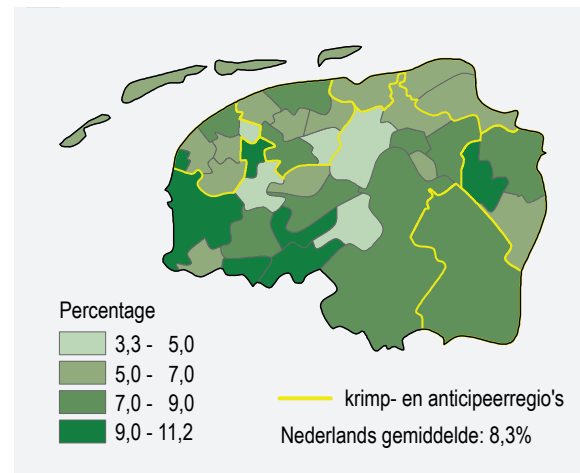 Percentage
3,3 - 5,0
5,0 - 7,0
7,0 - 9,0
9,0 - 11,2
krimp- en anticipeerregio's
Nederlands gemiddelde: 8,3%